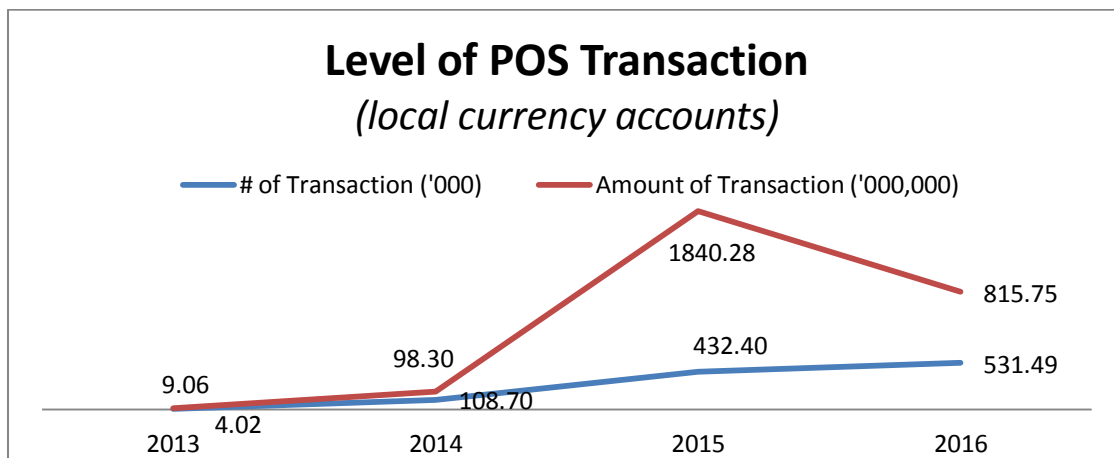 Level of POS Transaction
(local currency accounts)
# of Transaction ('000) Amount of Transaction ('000,000)
1840.28
815.75
432.40
98.30
531.49
9.06
108.70
4.02
2013 2014 2015 2016